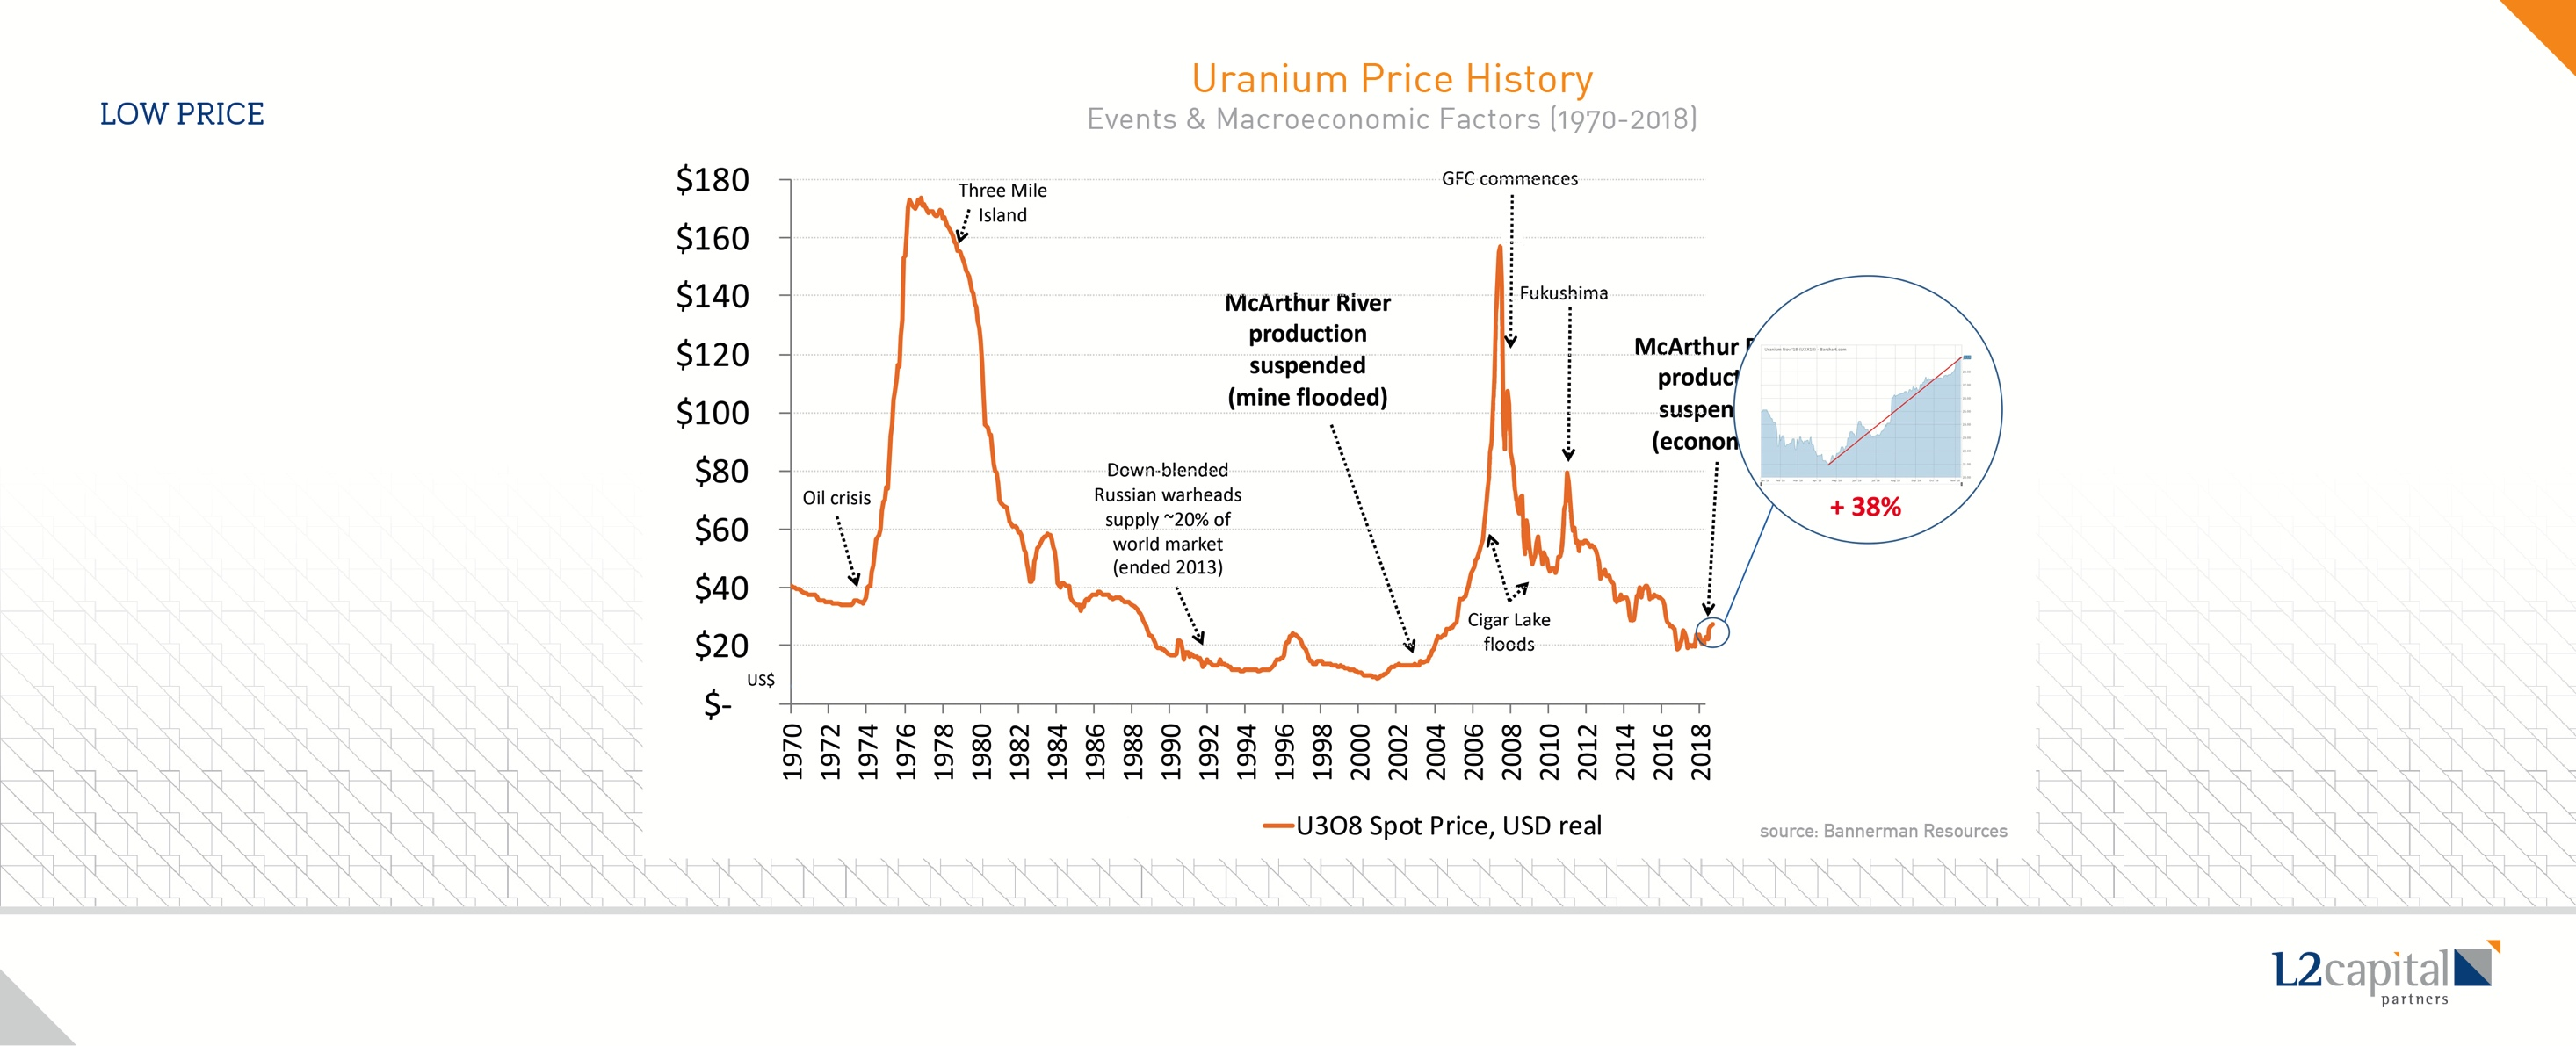 LOW PRICE
Uranium Price History
Events & Macroeconomic Factors (1970-2018)
$180
$160
$140
$120
$100
$80
$60
$40
$20
$-
US$
Three Mile
Island
GFC commences
Fukushima
McArthur River
production
suspended
(mine flooded)
McArthur
product
suspen
(econon
Oil crisis
Down-blended
Russian warheads
supply ~20% of
world market
(ended 2013)
Cigar Lake
floods
+ 38%
1970
1972
1974
1976
1978
1980
1982
1984
1986
1988
1990
1992
1994
1996
1998
2000
2002
2004
2006
2008
2010
2012
2014
2016
2018
U3O8 Spot Price, USD real
source: Bannerman Resources
L2capital
partners